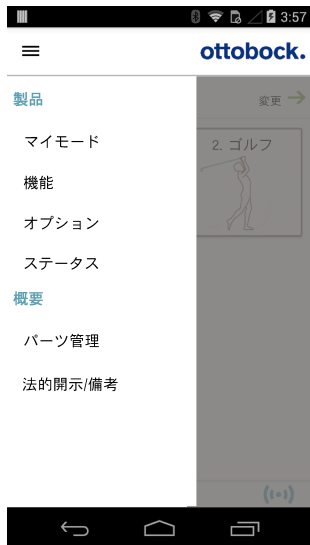 3:57
ottobock.
製品
変更
マイモード
2. ゴルフ
機能
オプション
ステータス
概要
パーツ管理
法的開示/備考